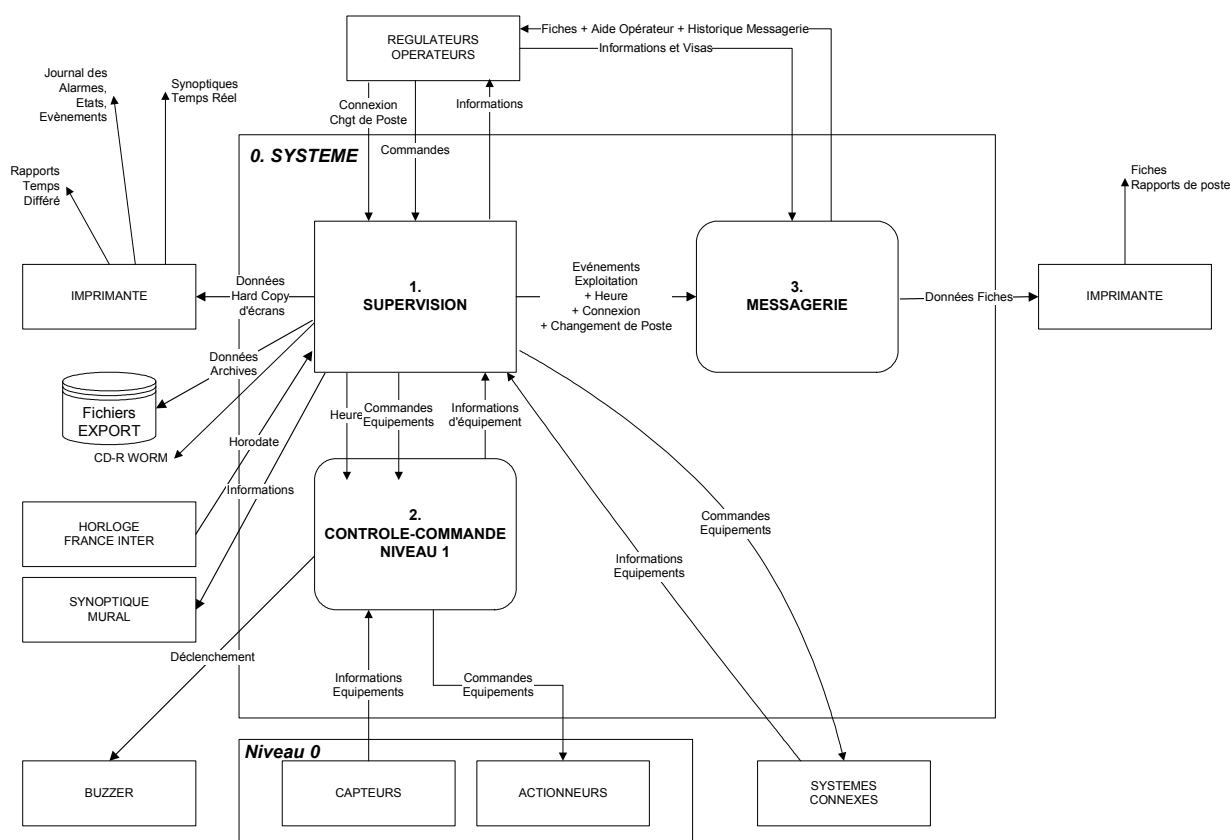 REGULATEURS
OPERATEURS
Fiches + Aide Opérateur + Historique Messagerie
Informations et Visas
Journal des
Alarmes,
Etats,
Evènements
Synoptiques
Temps Réel
Connexion
Chgt de Poste
Informations
Commandes
0. SYSTEME
Rapports
Temps
Différé
Fiches
Rapports de poste
IMPRIMANTE
Données
Hard Copy
d'écrans
1.
SUPERVISION
Evénements
Exploitation
+ Heure
+ Connexion
+ Changement de Poste
3.
MESSAGERIE
Données Fiches
IMPRIMANTE
Données
Archives
Fichiers
EXPORT
CD-R WORM
Horodate
Informations
Heure
Commandes
Equipements
Informations
d'équipement
HORLOGE
FRANCE INTER
2.
CONTROLE-COMMANDE
NIVEAU 1
Commandes
Equipements
Informations
Equipements
SYNOPTIQUE
MURAL
Déclenchement
Informations
Equipements
Commandes
Equipements
Niveau 0
BUZZER
CAPTEURS
ACTIONNEURS
SYSTEMES
CONNEXES